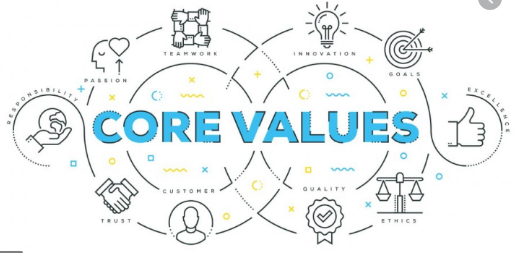 TEAMWORK
INNOVATION
PASSION
GOALS
RESPONSIBILITY
EXCELLENCE
CORE VALUES
TRUST
CUSTOMER
QUALITY
ETHICS